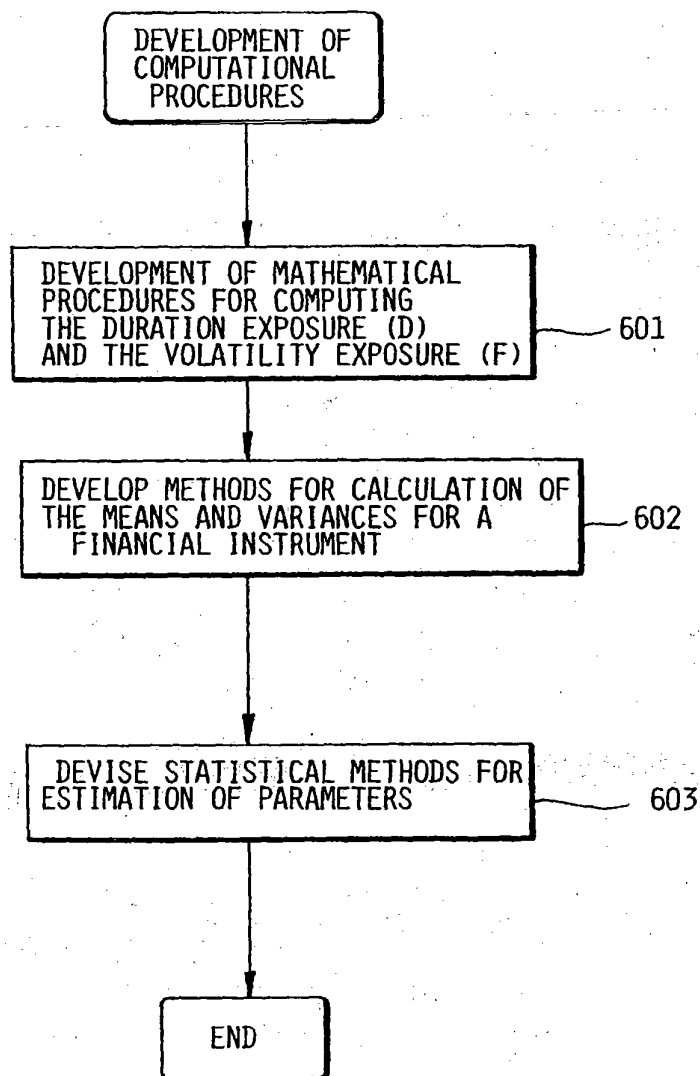 DEVELOPMENT OF
COMPUTATIONAL
PROCEDURES
DEVELOPMENT OF MATHEMATICAL
PROCEDURES FOR COMPUTING
THE DURATION EXPOSURE (D)
AND THE VOLATILITY EXPOSURE (F)
601
DEVELOP METHODS FOR CALCULATION OF
THE MEANS AND VARIANCES FOR A
FINANCIAL INSTRUMENT
602
DEVISE STATISTICAL METHODS FOR
ESTIMATION OF PARAMETERS
603
END